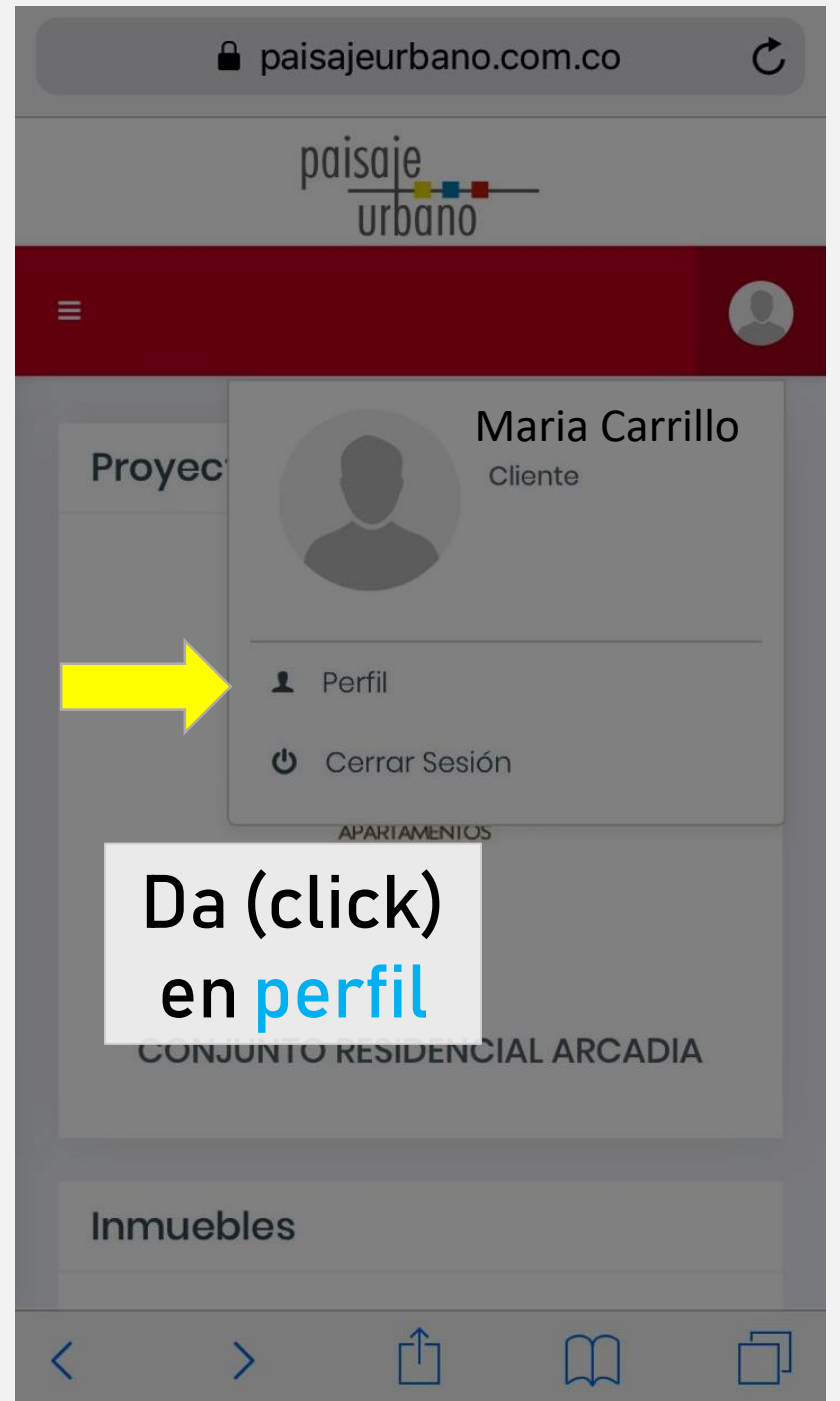 paisajeurbano.com.co
paisaje
urbano
Maria Carrillo
Cliente
Proyec
Perfil
Cerrar Sesión
APARTAMENTOS
Da (click)
en perfil
CONJUNTO RESIDENCIAL ARCADIA
Inmuebles